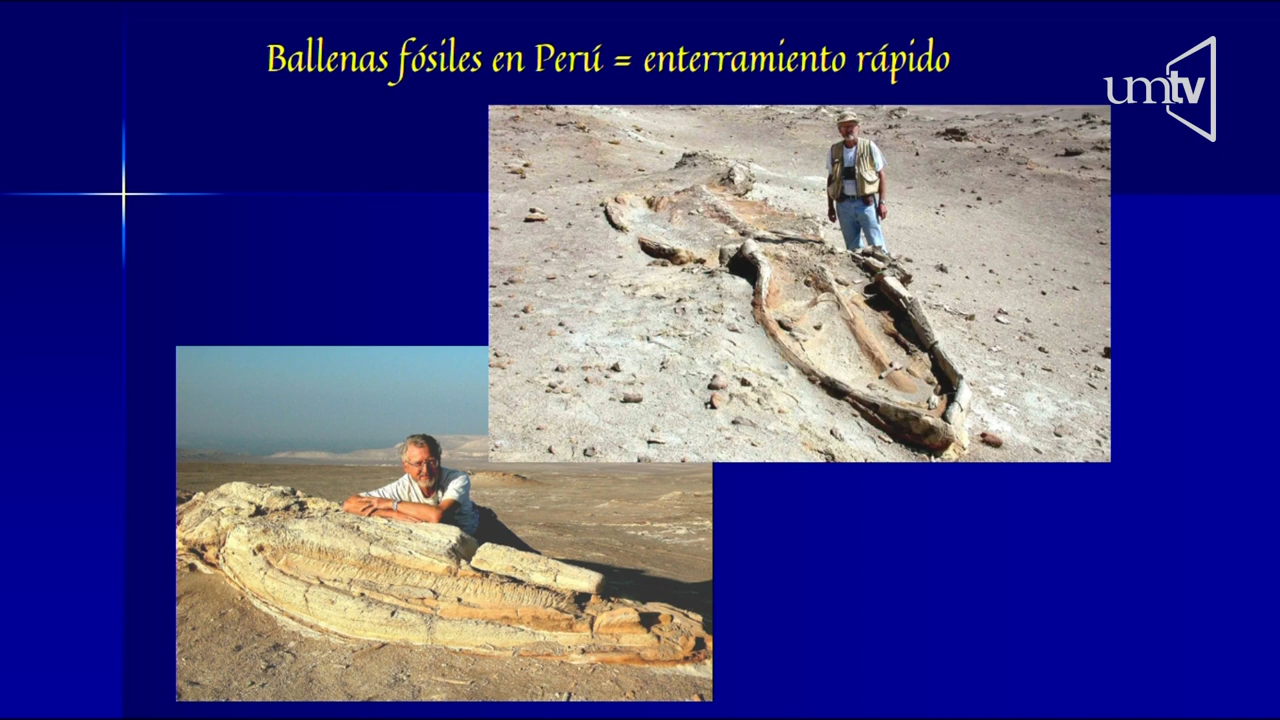 Ballenas fósiles en Perú = enterramiento rápido
umtv